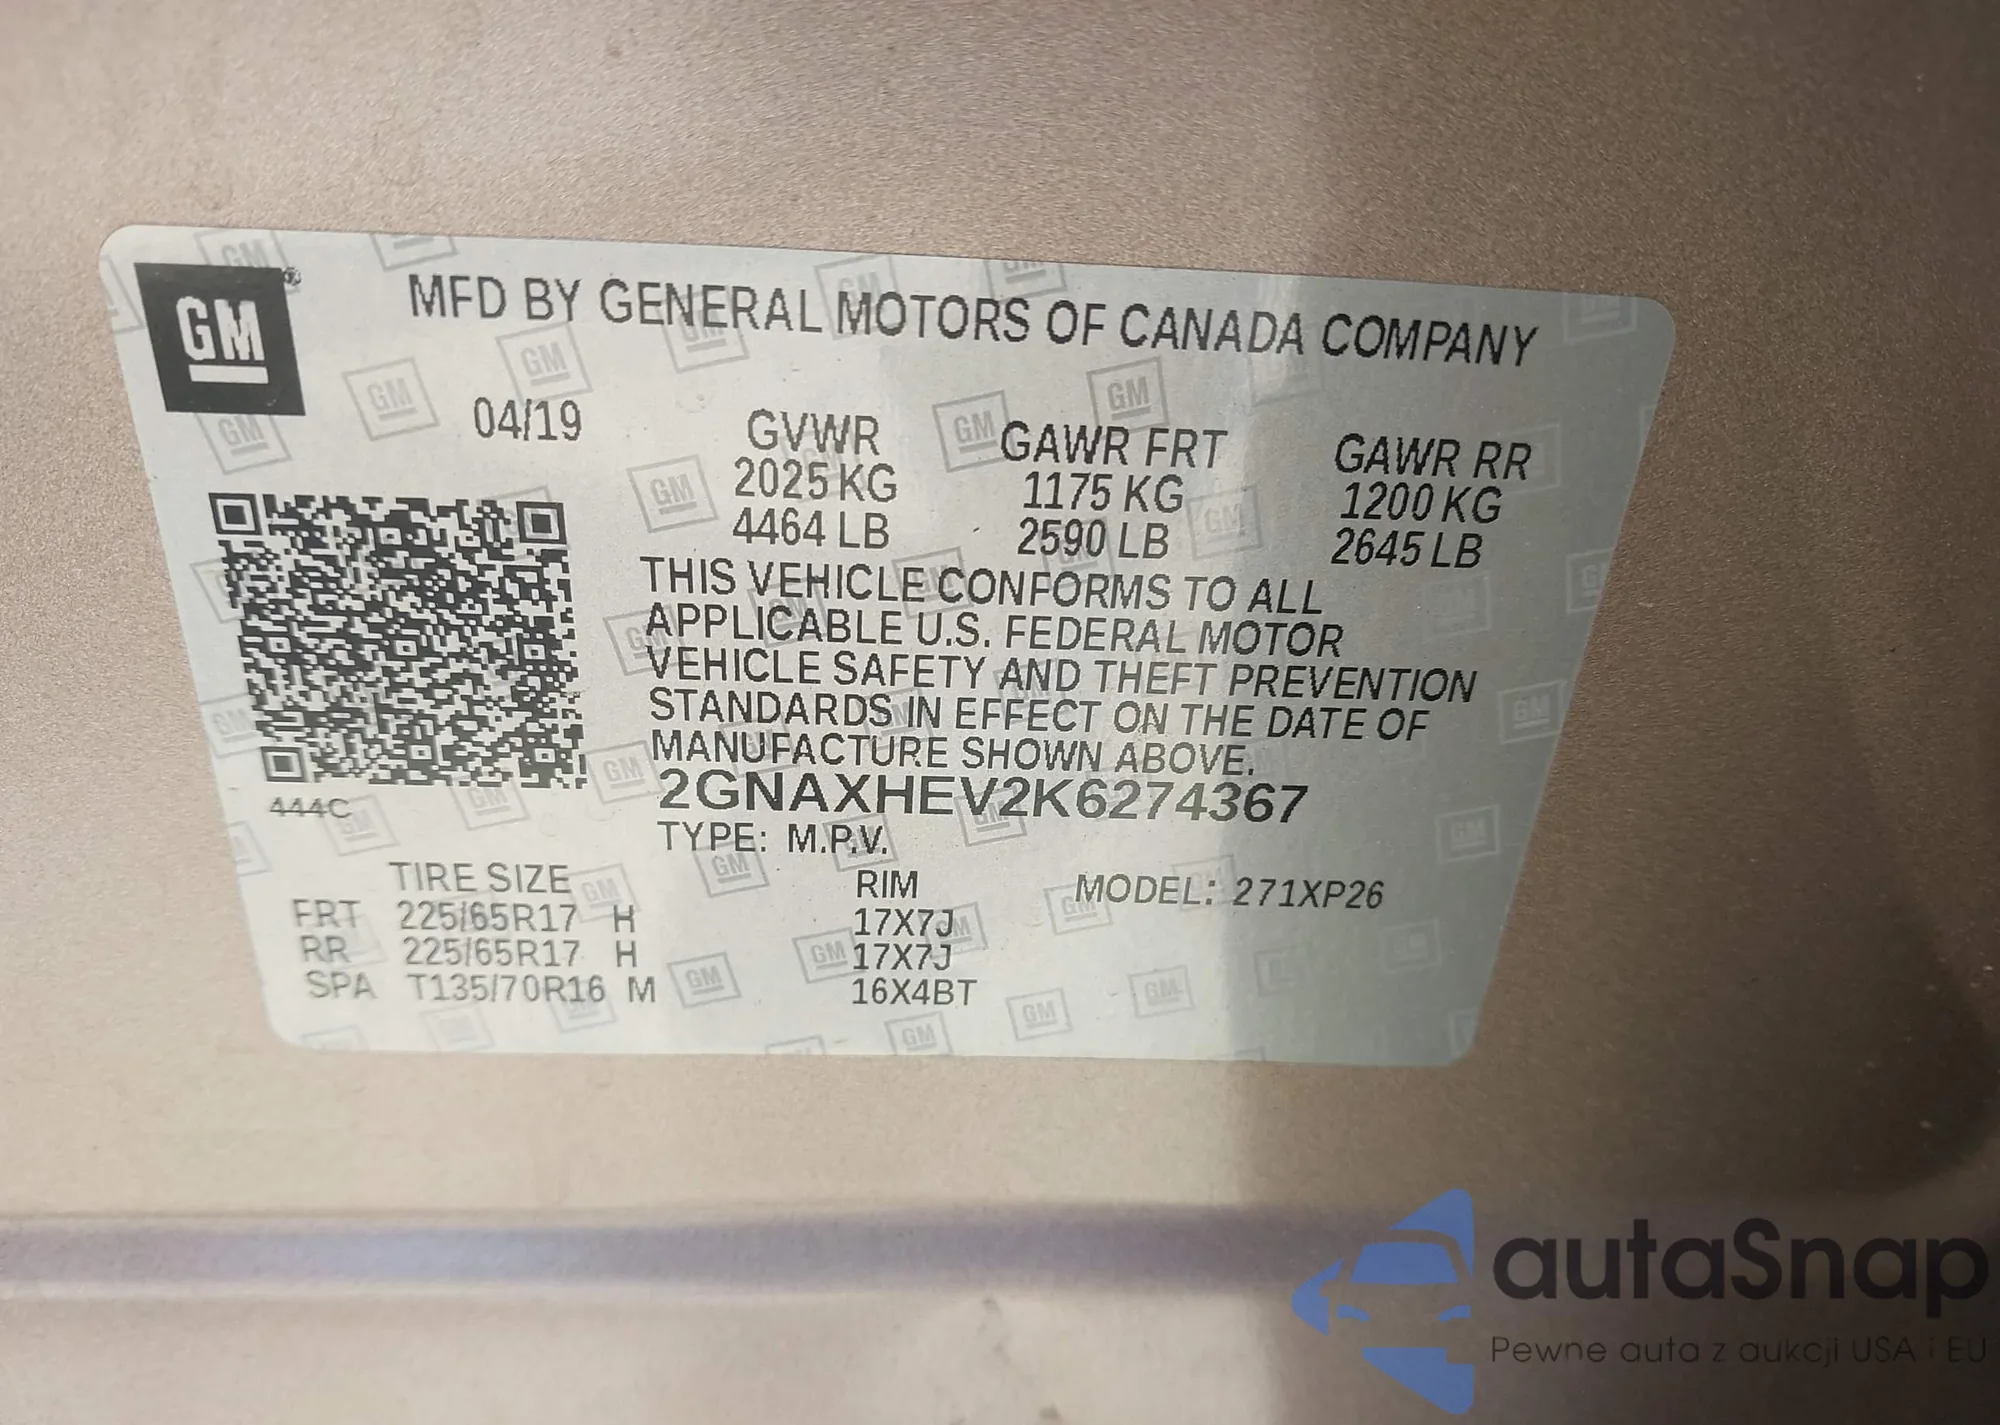 GM
MFD BY GENERAL MOTORS OF CANADA COMPANY
04/19
GVWR
2025 KG
4464 LB
GAWR FRT
1175 KG
2590 LB
GAWR RR
1200 KG
2645 LB
THIS VEHICLE CONFORMS TO ALL
APPLICABLE U.S. FEDERAL MOTOR
VEHICLE SAFETY AND THEFT PREVENTION
STANDARDS IN EFFECT ON THE DATE OF
MANUFACTURE SHOWN ABOVE.
2GNAXHEV2K6274367
444C
TYPE: M.P.V.
TIRE SIZE RIM MODEL: 271XP26
FRT 225/65R17 H 17X7J
RR 225/65R17 H 17X7J
SPA T135/70R16 M 16X4BT
autaSnap
Pewne auta z aukcji USA i EU